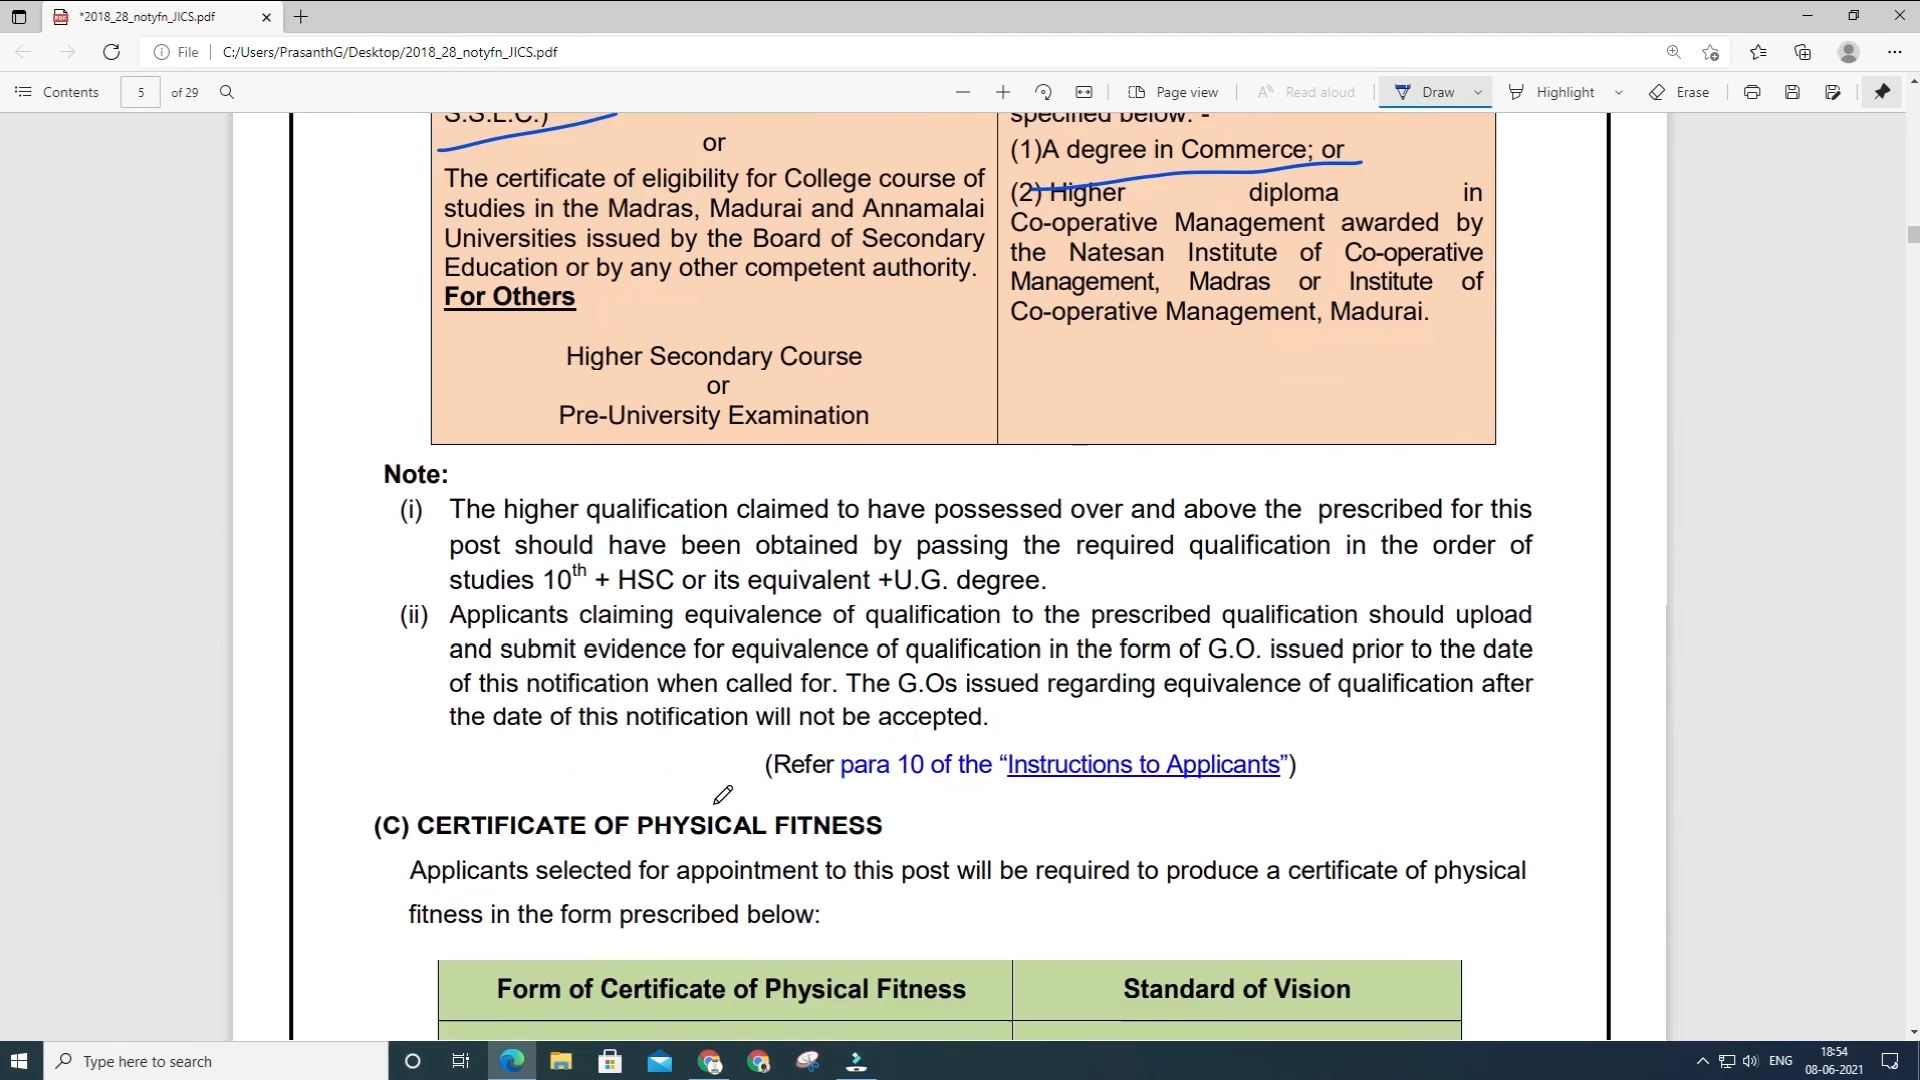 *2018_28_notyfn_JICS.pdf
File C:/Users/PrasanthG/Desktop/2018_28_notyfn_JICS.pdf
Contents 5 of 29 Page view Read aloud Draw Highlight Erase
S.S.L.C.)
or
The certificate of eligibility for College course of
studies in the Madras, Madurai and Annamalai
Universities issued by the Board of Secondary
Education or by any other competent authority.
For Others
Higher Secondary Course
or
Pre-University Examination
specified below: -
(1)A degree in Commerce; or
(2) Higher diploma in
Co-operative Management awarded by
the Natesan Institute of Co-operative
Management, Madras or Institute of
Co-operative Management, Madurai.
Note:
(i) The higher qualification claimed to have possessed over and above the prescribed for this
post should have been obtained by passing the required qualification in the order of
studies 10th + HSC or its equivalent +U.G. degree.
(ii) Applicants claiming equivalence of qualification to the prescribed qualification should upload
and submit evidence for equivalence of qualification in the form of G.O. issued prior to the date
of this notification when called for. The G.Os issued regarding equivalence of qualification after
the date of this notification will not be accepted.
(Refer para 10 of the “Instructions to Applicants”)
(C) CERTIFICATE OF PHYSICAL FITNESS
Applicants selected for appointment to this post will be required to produce a certificate of physical
fitness in the form prescribed below:
Form of Certificate of Physical Fitness Standard of Vision
Type here to search
ENG
18:54
08-06-2021